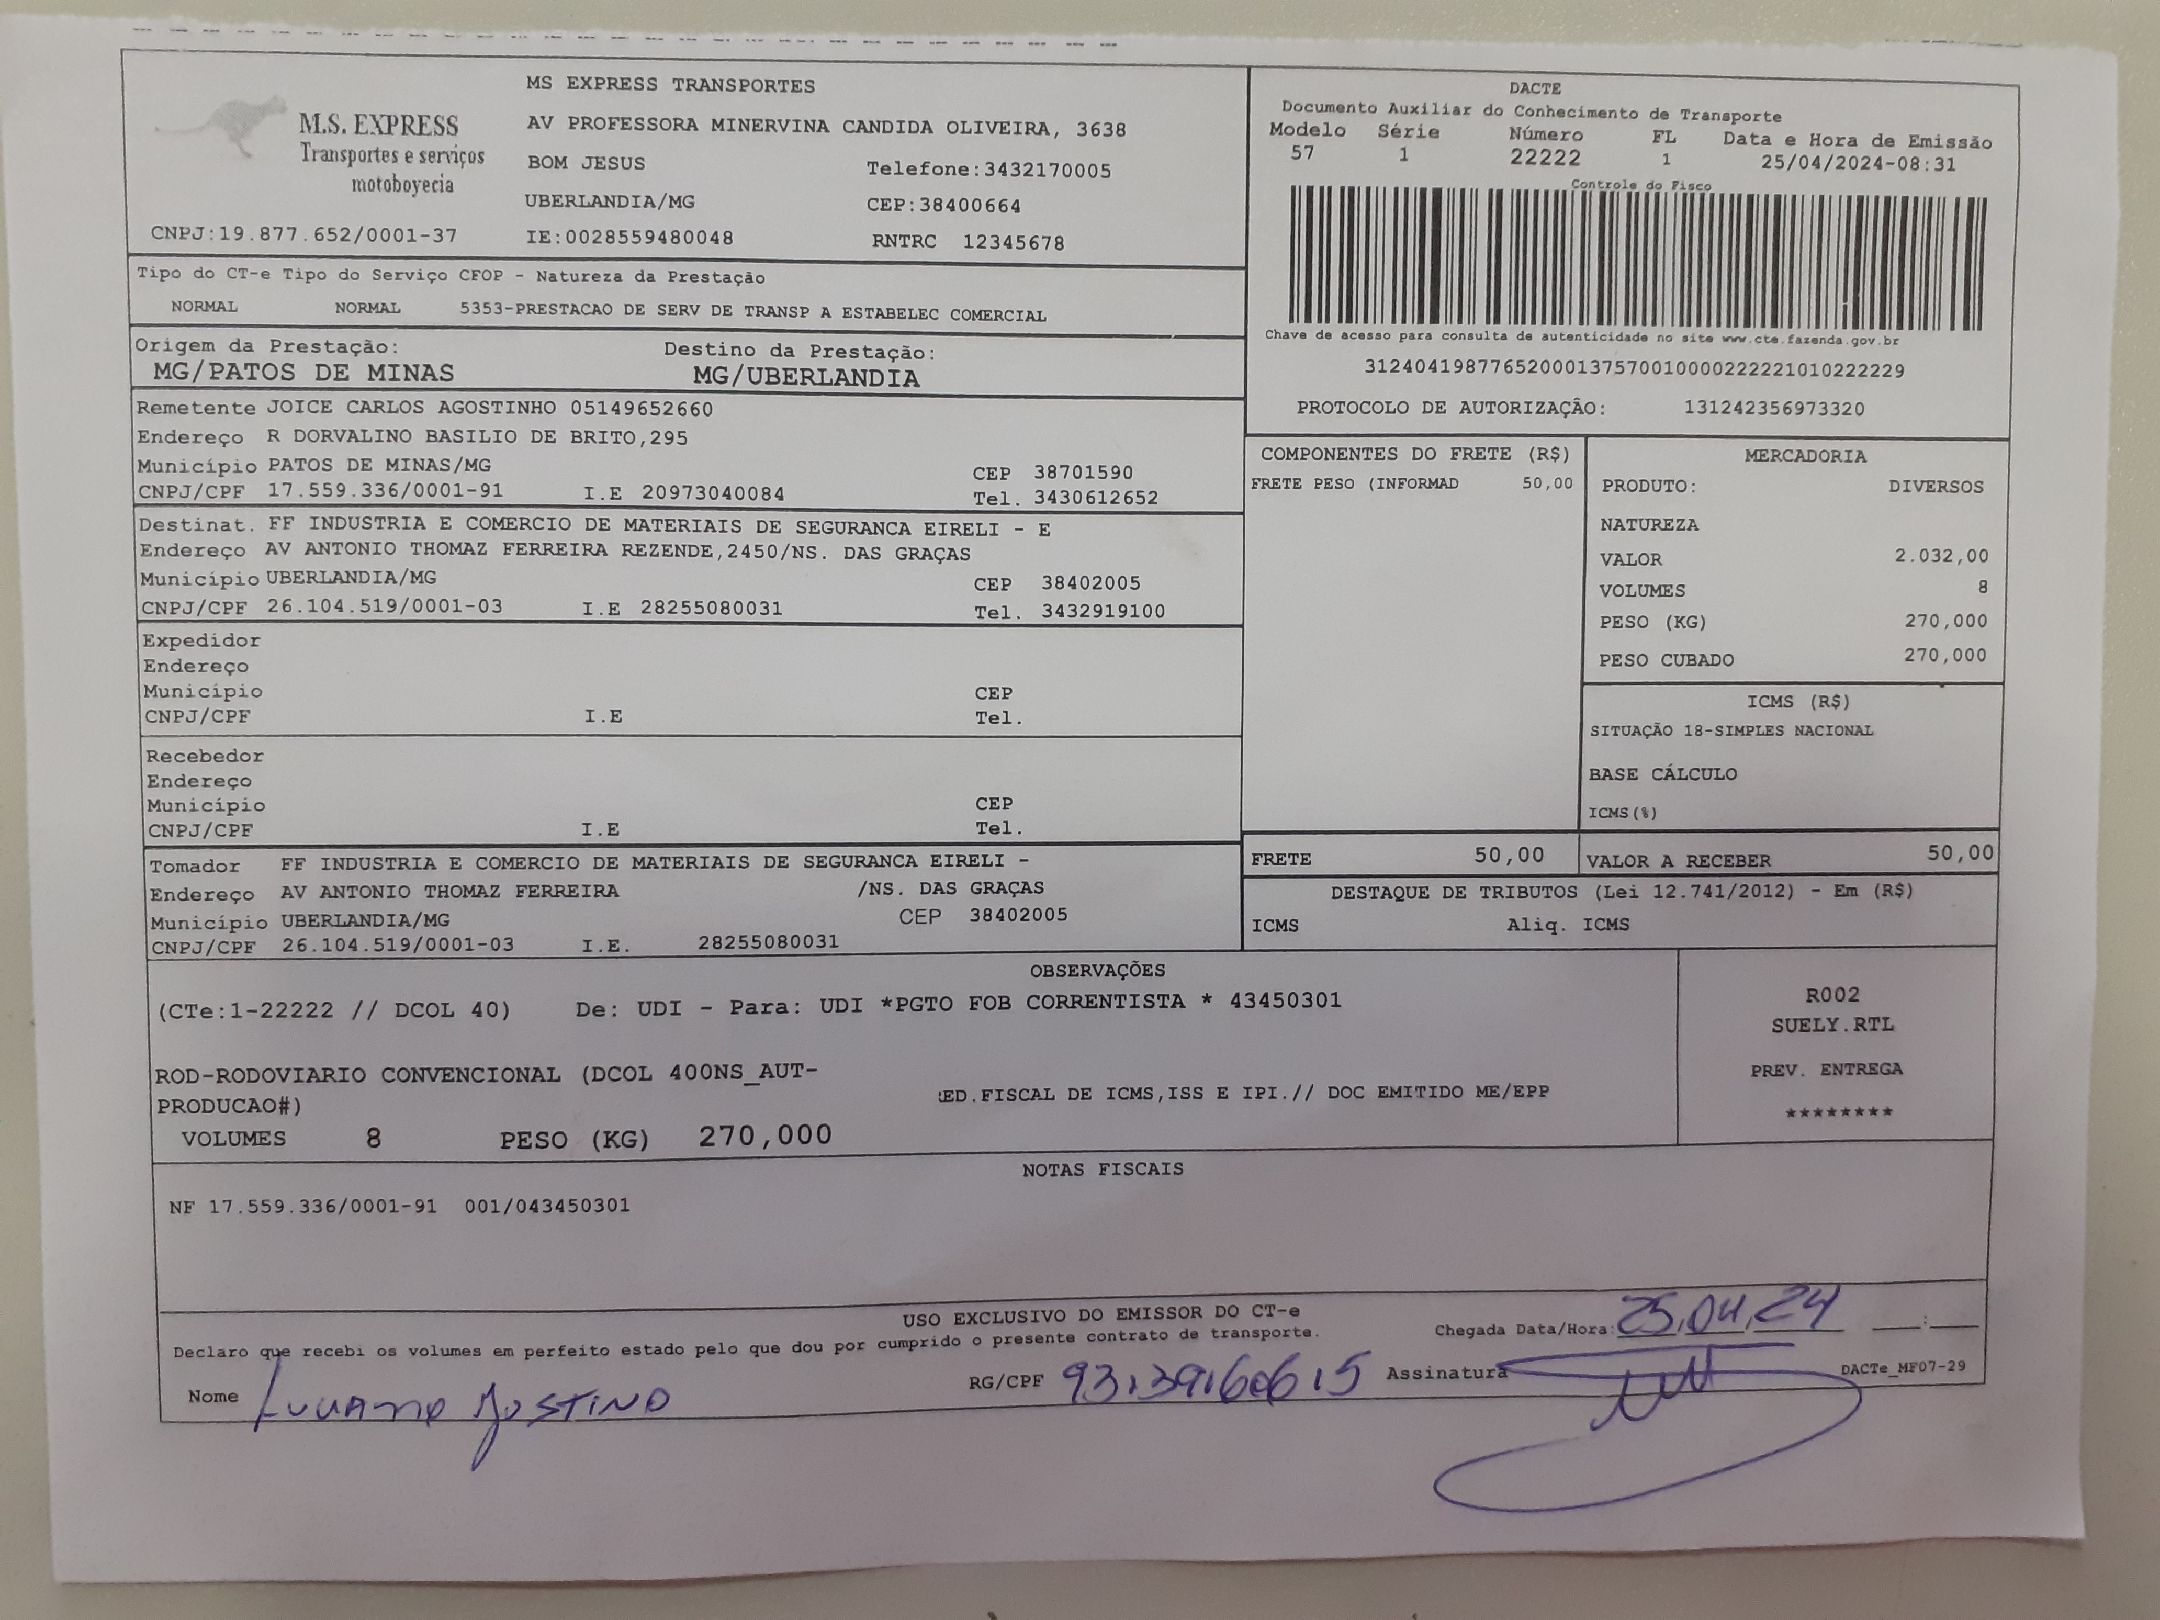 MS EXPRESS TRANSPORTES
M.S. EXPRESS
Transportes e serviços
motoboyecia
AV PROFESSORA MINERVINA CANDIDA OLIVEIRA, 3638
BOM JESUS Telefone:3432170005
UBERLANDIA/MG CEP:38400664
CNPJ:19.877.652/0001-37 IE:0028559480048 RNTRC 12345678
DACTE
Documento Auxiliar do Conhecimento de Transporte
Modelo Série Número FL Data e Hora de Emissão
57 1 22222 1 25/04/2024-08:31
Controle do Fisco
Chave de acesso para consulta de autenticidade no site www.cte.fazenda.gov.br
31240419877652000137570010000222221010222229
PROTOCOLO DE AUTORIZAÇÃO: 131242356973320
Tipo do CT-e Tipo do Serviço CFOP - Natureza da Prestação
NORMAL NORMAL 5353-PRESTACAO DE SERV DE TRANSP A ESTABELEC COMERCIAL
Origem da Prestação: Destino da Prestação:
MG/PATOS DE MINAS MG/UBERLANDIA
Remetente JOICE CARLOS AGOSTINHO 05149652660
Endereço R DORVALINO BASILIO DE BRITO,295
Município PATOS DE MINAS/MG CEP 38701590
CNPJ/CPF 17.559.336/0001-91 I.E 20973040084 Tel. 3430612652
Destinat. FF INDUSTRIA E COMERCIO DE MATERIAIS DE SEGURANCA EIRELI - E
Endereço AV ANTONIO THOMAZ FERREIRA REZENDE,2450/NS. DAS GRAÇAS
Município UBERLANDIA/MG CEP 38402005
CNPJ/CPF 26.104.519/0001-03 I.E 28255080031 Tel. 3432919100
Expedidor
Endereço
Município CEP
CNPJ/CPF I.E Tel.
Recebedor
Endereço
Município CEP
CNPJ/CPF I.E Tel.
Tomador FF INDUSTRIA E COMERCIO DE MATERIAIS DE SEGURANCA EIRELI -
Endereço AV ANTONIO THOMAZ FERREIRA /NS. DAS GRAÇAS
Município UBERLANDIA/MG CEP 38402005
CNPJ/CPF 26.104.519/0001-03 I.E. 28255080031
COMPONENTES DO FRETE (R$)
FRETE PESO (INFORMAD 50,00
MERCADORIA
PRODUTO: DIVERSOS
NATUREZA
VALOR 2.032,00
VOLUMES 8
PESO (KG) 270,000
PESO CUBADO 270,000
ICMS (R$)
SITUAÇÃO 18-SIMPLES NACIONAL
BASE CÁLCULO
ICMS(%)
FRETE 50,00 VALOR A RECEBER 50,00
DESTAQUE DE TRIBUTOS (Lei 12.741/2012) - Em (R$)
ICMS Aliq. ICMS
OBSERVAÇÕES
(CTe:1-22222 // DCOL 40) De: UDI - Para: UDI *PGTO FOB CORRENTISTA * 43450301
ROD-RODOVIARIO CONVENCIONAL (DCOL 400NS_AUT-
PRODUCAO#)
ED.FISCAL DE ICMS,ISS E IPI.// DOC EMITIDO ME/EPP
VOLUMES 8 PESO (KG) 270,000
R002
SUELY.RTL
PREV. ENTREGA
********
NOTAS FISCAIS
NF 17.559.336/0001-91 001/043450301
USO EXCLUSIVO DO EMISSOR DO CT-e
Declaro que recebi os volumes em perfeito estado pelo que dou por cumprido o presente contrato de transporte.
Chegada Data/Hora: 25,04,24 :
Nome RG/CPF Assinatura DACTe_MF07-29